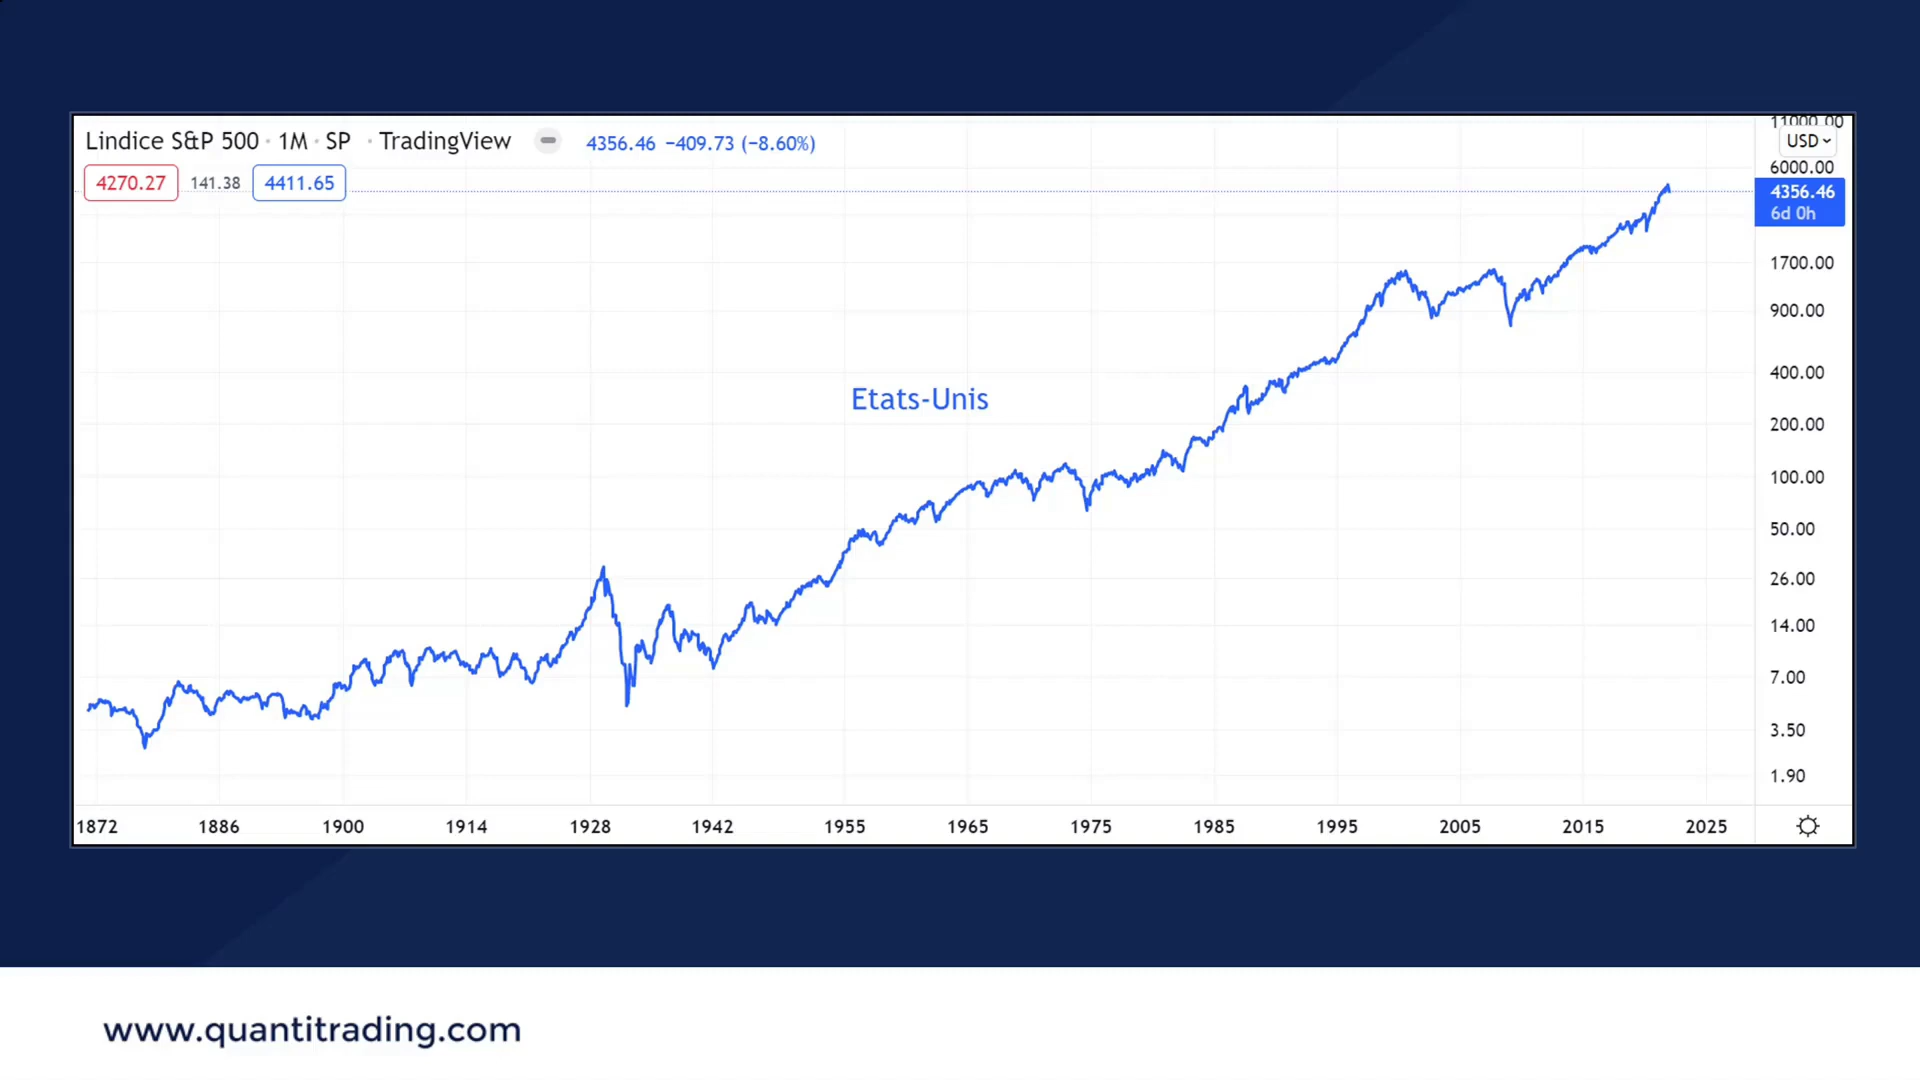 Lindice S&P 500 · 1M · SP · TradingView 4356.46 −409.73 (−8.60%)
4270.27 141.38 4411.65
11000.00
USD
6000.00
4356.46
6d 0h
1700.00
900.00
400.00
200.00
100.00
50.00
26.00
14.00
7.00
3.50
1.90
Etats-Unis
1872 1886 1900 1914 1928 1942 1955 1965 1975 1985 1995 2005 2015 2025
www.quantitrading.com